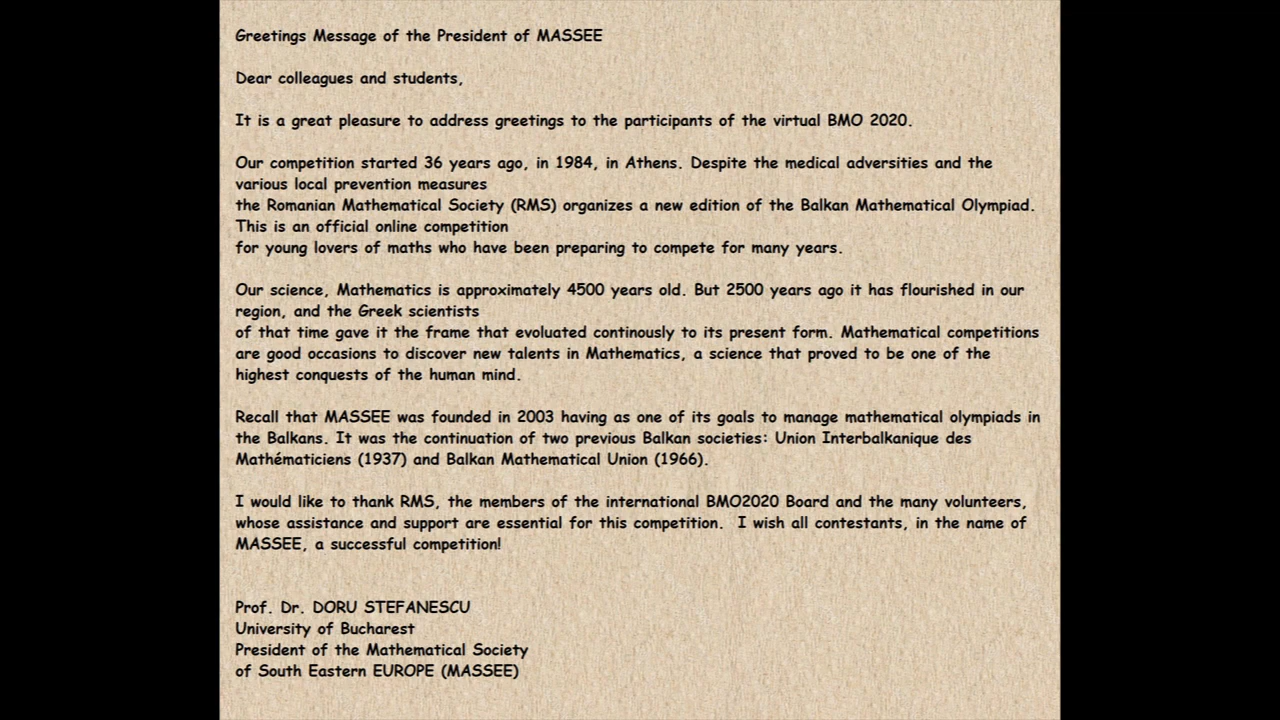 Greetings Message of the President of MASSEE
Dear colleagues and students,
It is a great pleasure to address greetings to the participants of the virtual BMO 2020.
Our competition started 36 years ago, in 1984, in Athens. Despite the medical adversities and the
various local prevention measures
the Romanian Mathematical Society (RMS) organizes a new edition of the Balkan Mathematical Olympiad.
This is an official online competition
for young lovers of maths who have been preparing to compete for many years.
Our science, Mathematics is approximately 4500 years old. But 2500 years ago it has flourished in our
region, and the Greek scientists
of that time gave it the frame that evoluated continously to its present form. Mathematical competitions
are good occasions to discover new talents in Mathematics, a science that proved to be one of the
highest conquests of the human mind.
Recall that MASSEE was founded in 2003 having as one of its goals to manage mathematical olympiads in
the Balkans. It was the continuation of two previous Balkan societies: Union Interbalkanique des
Mathématiciens (1937) and Balkan Mathematical Union (1966).
I would like to thank RMS, the members of the international BMO2020 Board and the many volunteers,
whose assistance and support are essential for this competition.  I wish all contestants, in the name of
MASSEE, a successful competition!
Prof. Dr. DORU STEFANESCU
University of Bucharest
President of the Mathematical Society
of South Eastern EUROPE (MASSEE)